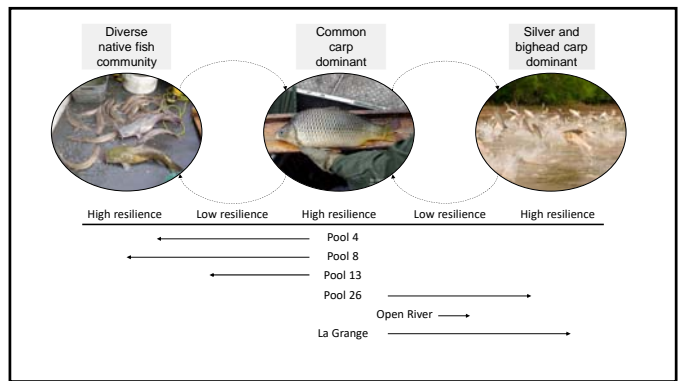 Diverse
native fish
community
Common
carp
dominant
Silver and
bighead carp
dominant
High resilience Low resilience High resilience Low resilience High resilience
Pool 4
Pool 8
Pool 13
Pool 26
Open River
La Grange